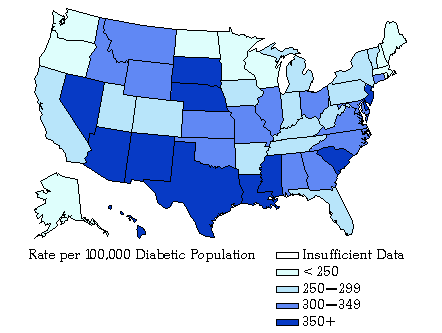 Rate per 100,000 Diabetic Population
Insufficient Data
< 250
250—299
300—349
350+